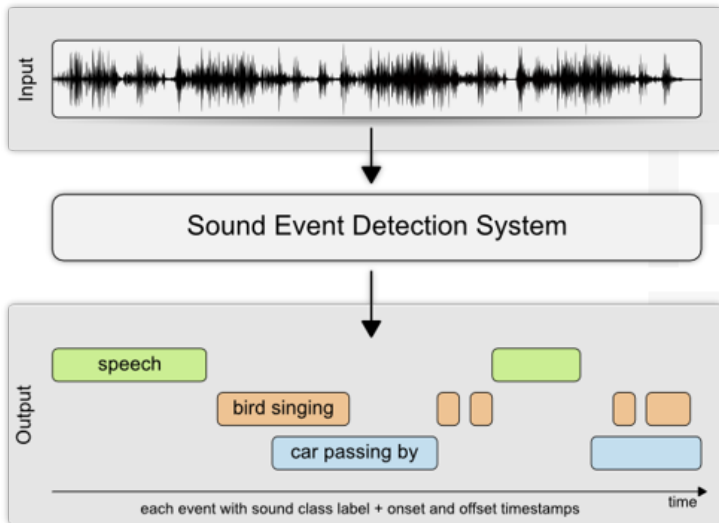 Input
Sound Event Detection System
Output
speech
bird singing
car passing by
time
each event with sound class label + onset and offset timestamps